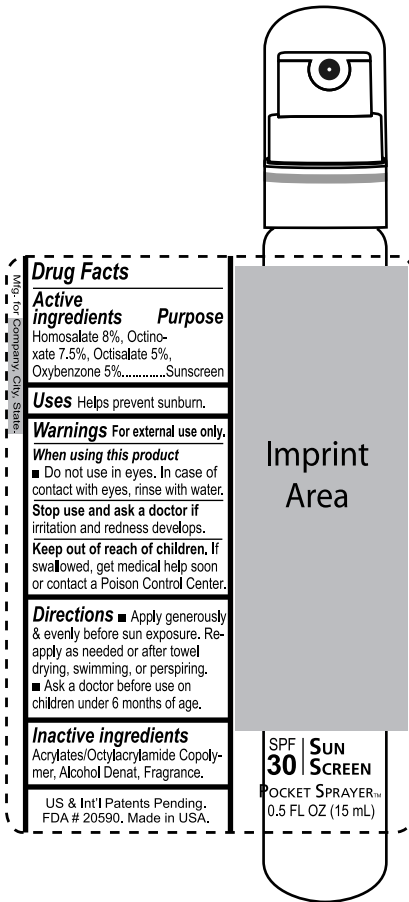 Mfg. for Company, City, State.
Drug Facts
Active
ingredients Purpose
Homosalate 8%, Octino-
xate 7.5%, Octisalate 5%,
Oxybenzone 5%.............Sunscreen
Uses Helps prevent sunburn.
Warnings For external use only.
When using this product
■ Do not use in eyes. In case of
contact with eyes, rinse with water.
Stop use and ask a doctor if
irritation and redness develops.
Keep out of reach of children. If
swallowed, get medical help soon
or contact a Poison Control Center.
Directions ■ Apply generously
& evenly before sun exposure. Re-
apply as needed or after towel
drying, swimming, or perspiring.
■ Ask a doctor before use on
children under 6 months of age.
Inactive ingredients
Acrylates/Octylacrylamide Copoly-
mer, Alcohol Denat, Fragrance.
US & Int'l Patents Pending.
FDA # 20590. Made in USA.
Imprint
Area
SPF
30
SUN
SCREEN
POCKET SPRAYER™
0.5 FL OZ (15 mL)